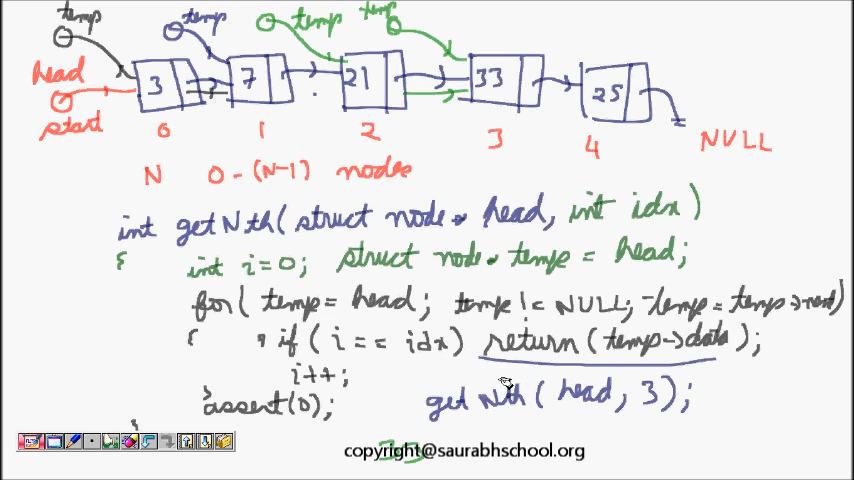 temp temp temp temp
head
3 7 21 33 25
start 0 1 2 3 4 NULL
N 0 - (N-1) nodes
int getNth( struct node* head, int idx)
{ int i=0; struct node* temp = head;
for( temp = head; temp != NULL; temp = temp->next)
{ if ( i == idx) return (temp->data);
i++;
}
assert(0); getNth( head, 3);
}
33
copyright@saurabhschool.org